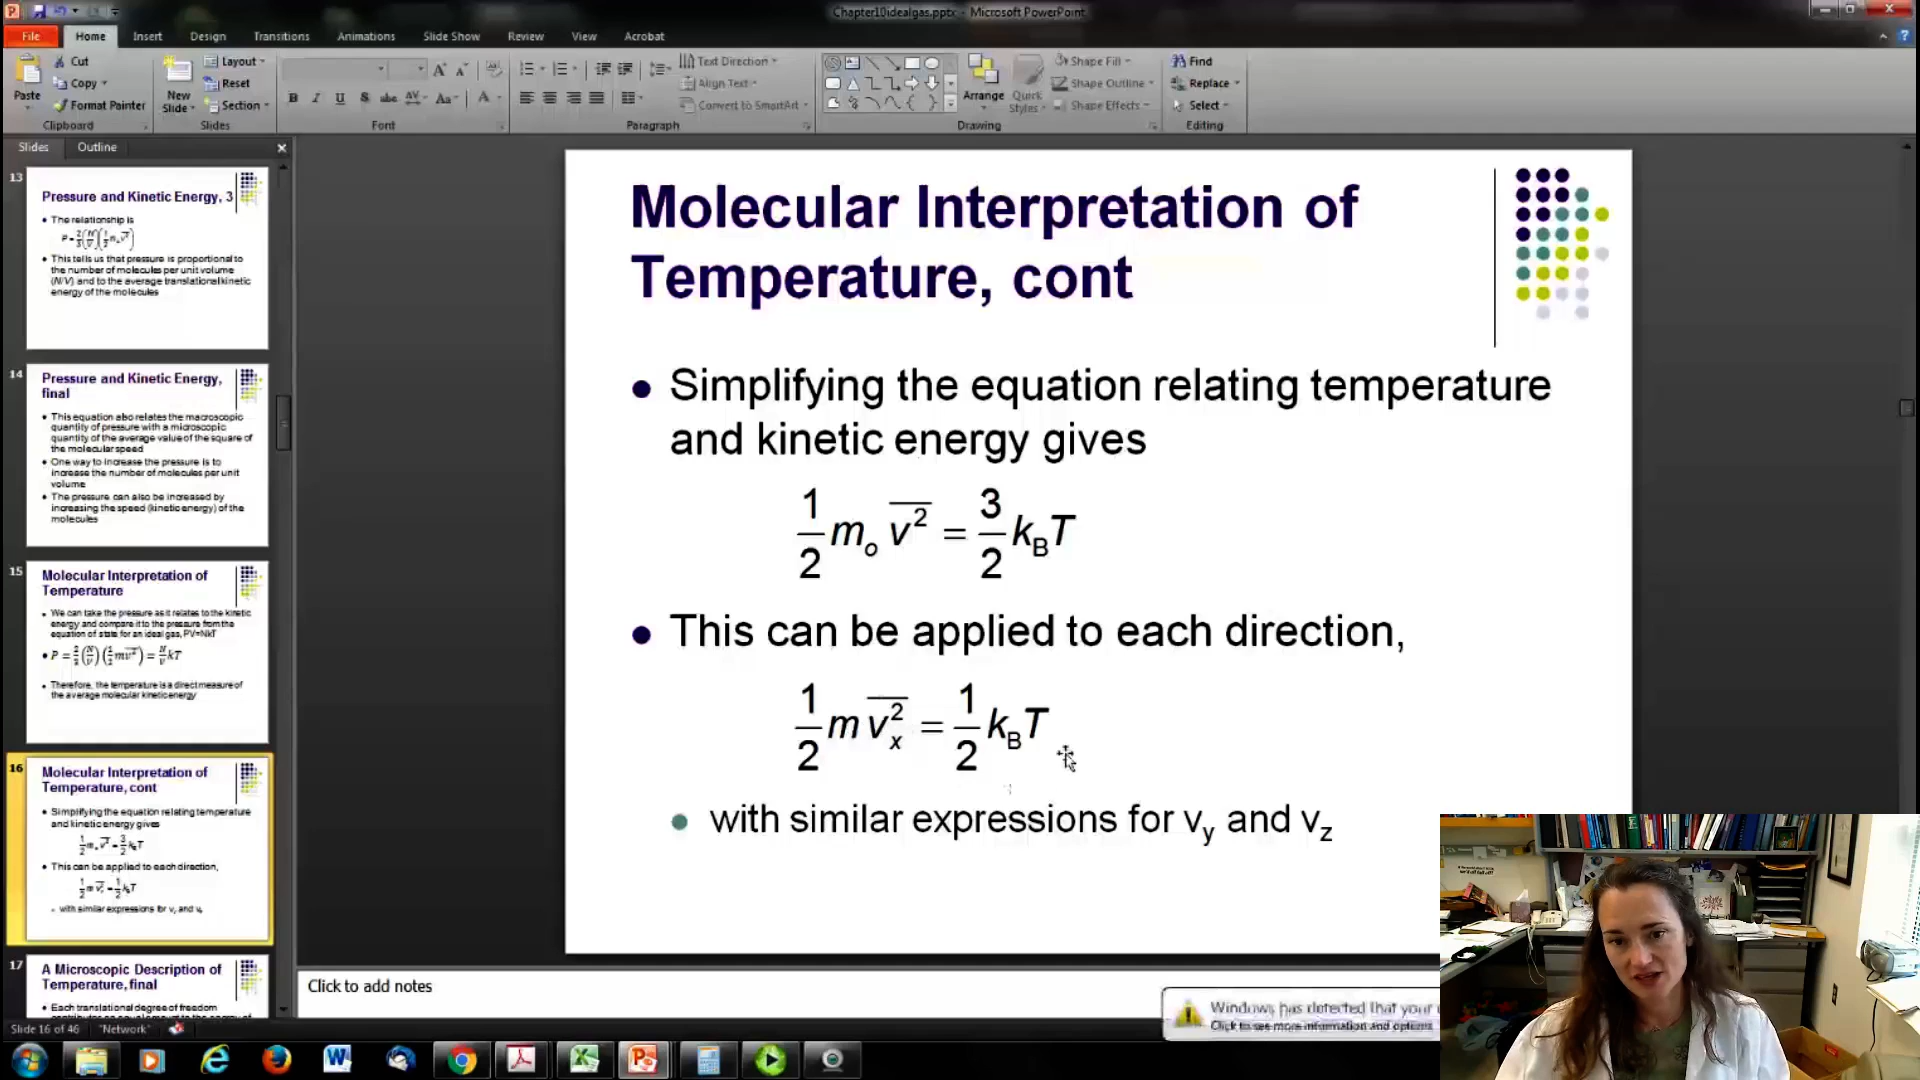 Chapter10idealgas.pptx - Microsoft PowerPoint
File Home Insert Design Transitions Animations Slide Show Review View Acrobat
Paste Cut Copy Format Painter Clipboard
New Slide Layout Reset Section Slides
Font
Text Direction Align Text Convert to SmartArt Paragraph
Arrange Quick Styles Shape Fill Shape Outline Shape Effects Drawing
Find Replace Select Editing
Slides Outline
13
Pressure and Kinetic Energy, 3
The relationship is
This tells us that pressure is proportional to
the number of molecules per unit volume
(N/V) and to the average translational kinetic
energy of the molecules
14
Pressure and Kinetic Energy,
final
This equation also relates the macroscopic
quantity of pressure with a microscopic
quantity of the average value of the square of
the molecular speed
One way to increase the pressure is to
increase the number of molecules per unit
volume
The pressure can also be increased by
increasing the speed (kinetic energy) of the
molecules
15
Molecular Interpretation of
Temperature
We can take the pressure as it relates to the kinetic
energy and compare it to the pressure from the
equation of state for an ideal gas, PV=NkT
Therefore, the temperature is a direct measure of
the average molecular kinetic energy
16
Molecular Interpretation of
Temperature, cont
Simplifying the equation relating temperature
and kinetic energy gives
This can be applied to each direction,
with similar expressions for vy and vz
17
A Microscopic Description of
Temperature, final
Each translational degree of freedom
Molecular Interpretation of
Temperature, cont
• Simplifying the equation relating temperature
and kinetic energy gives
1/2 mₒ v̅²̅ = 3/2 k_B T
• This can be applied to each direction,
1/2 m v̅ₓ²̅ = 1/2 k_B T
• with similar expressions for v_y and v_z
Click to add notes
Windows has detected that your
Click to see more information and options
Slide 16 of 46 "Network"